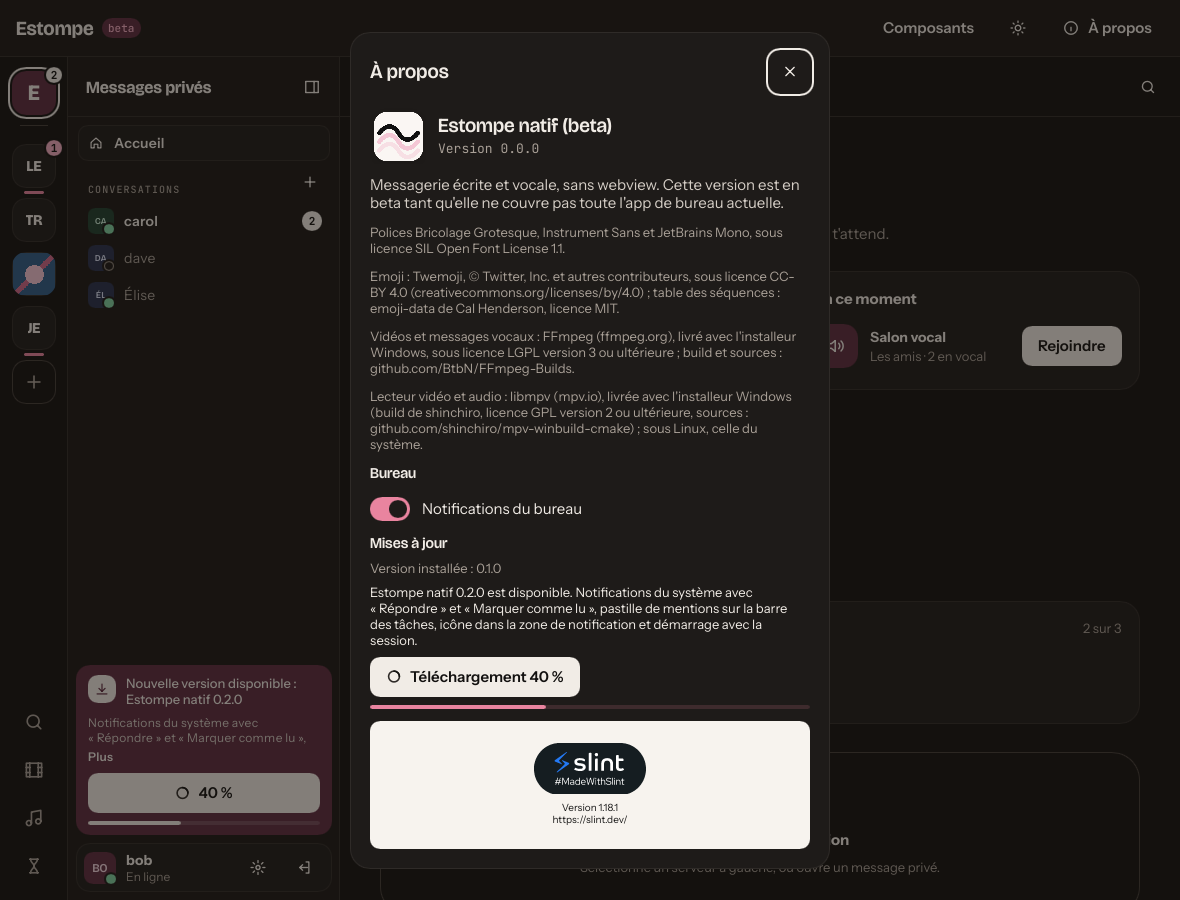 Estompe beta
Composants
À propos
E
2
LE
1
TR
JE
Messages privés
Accueil
CONVERSATIONS
CA carol 2
DA dave
ÉL Élise
Nouvelle version disponible :
Estompe natif 0.2.0
Notifications du système avec
« Répondre » et « Marquer comme lu »,
Plus
40 %
BO bob
En ligne
À propos
Estompe natif (beta)
Version 0.0.0
Messagerie écrite et vocale, sans webview. Cette version est en
beta tant qu'elle ne couvre pas toute l'app de bureau actuelle.
Polices Bricolage Grotesque, Instrument Sans et JetBrains Mono, sous
licence SIL Open Font License 1.1.
Emoji : Twemoji, © Twitter, Inc. et autres contributeurs, sous licence CC-
BY 4.0 (creativecommons.org/licenses/by/4.0) ; table des séquences :
emoji-data de Cal Henderson, licence MIT.
Vidéos et messages vocaux : FFmpeg (ffmpeg.org), livré avec l'installeur
Windows, sous licence LGPL version 3 ou ultérieure ; build et sources :
github.com/BtbN/FFmpeg-Builds.
Lecteur vidéo et audio : libmpv (mpv.io), livrée avec l'installeur Windows
(build de shinchiro, licence GPL version 2 ou ultérieure, sources :
github.com/shinchiro/mpv-winbuild-cmake) ; sous Linux, celle du
système.
Bureau
Notifications du bureau
Mises à jour
Version installée : 0.1.0
Estompe natif 0.2.0 est disponible. Notifications du système avec
« Répondre » et « Marquer comme lu », pastille de mentions sur la barre
des tâches, icône dans la zone de notification et démarrage avec la
session.
Téléchargement 40 %
slint
#MadeWithSlint
Version 1.18.1
https://slint.dev/
t'attend.
ce moment
Salon vocal
Les amis · 2 en vocal
Rejoindre
2 sur 3
on
Sélectionne un serveur à gauche, ou ouvre un message privé.